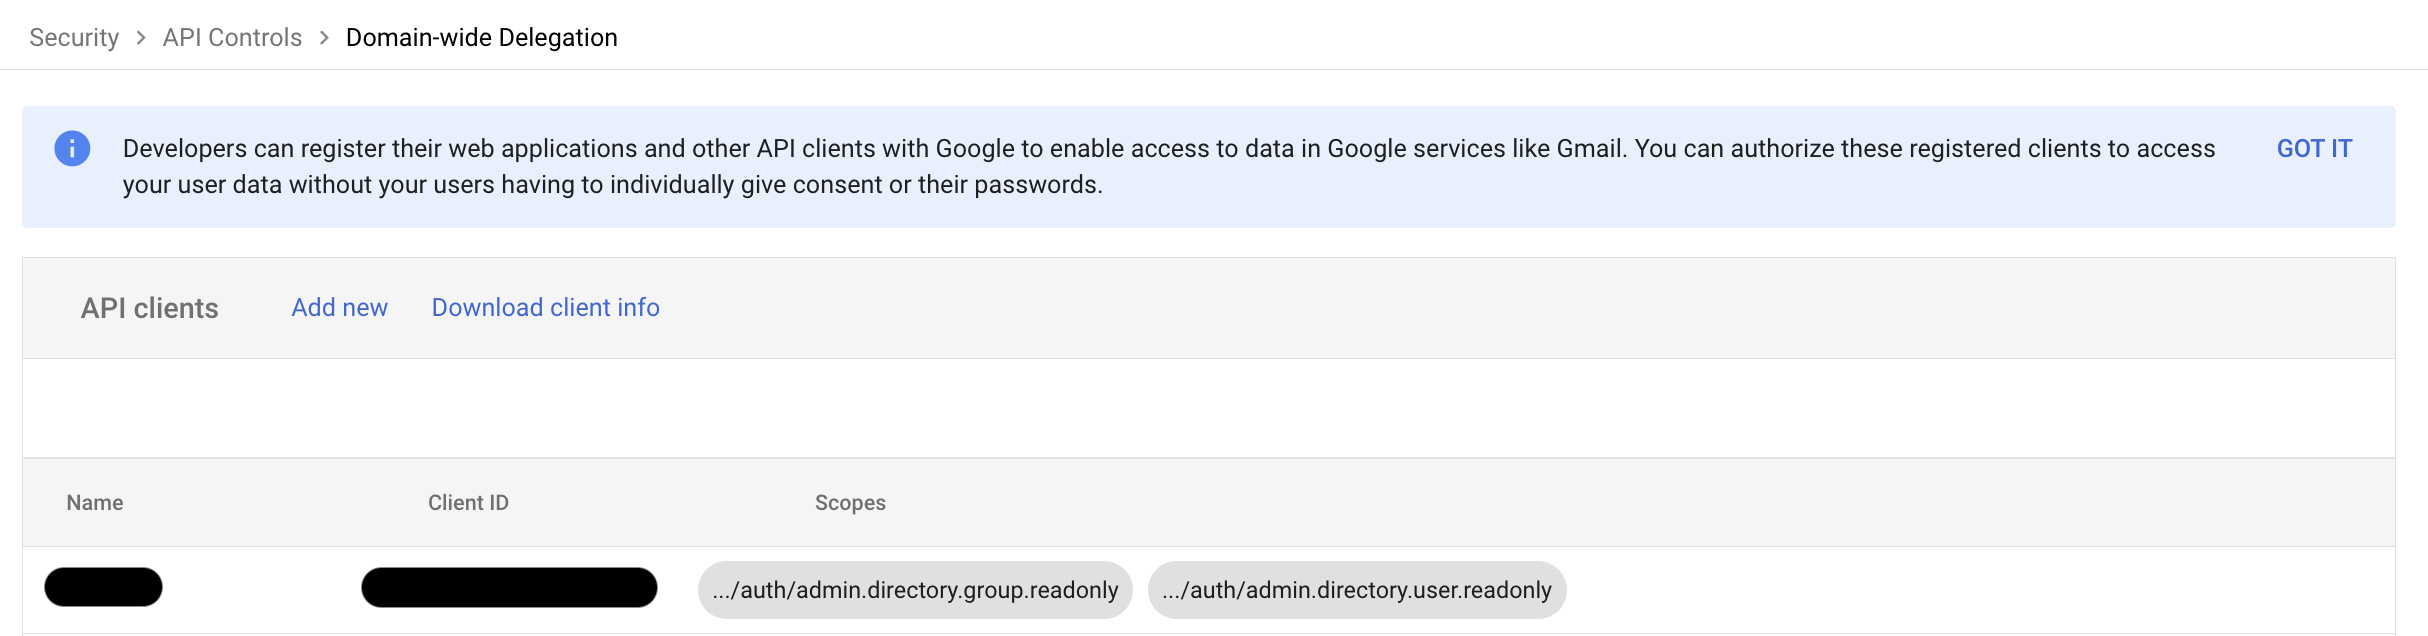 Security > API Controls > Domain-wide Delegation
Developers can register their web applications and other API clients with Google to enable access to data in Google services like Gmail. You can authorize these registered clients to access
your user data without your users having to individually give consent or their passwords.
GOT IT
API clients Add new Download client info
Name Client ID Scopes
.../auth/admin.directory.group.readonly .../auth/admin.directory.user.readonly